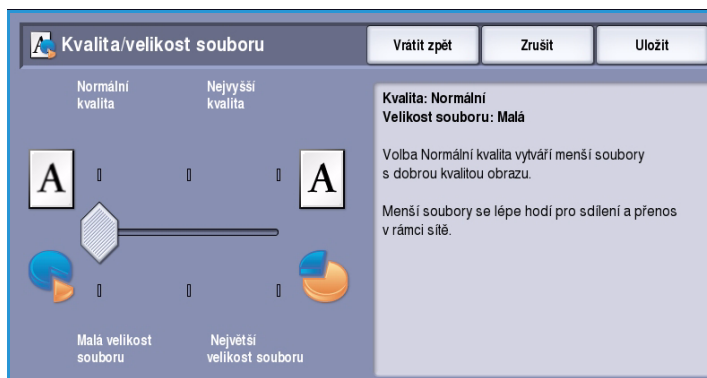 Kvalita/velikost souboru
Vrátit zpět
Zrušit
Uložit
Normální
kvalita
Nejvyšší
kvalita
A
A
Malá velikost
souboru
Největší
velikost souboru
Kvalita: Normální
Velikost souboru: Malá
Volba Normální kvalita vytváří menší soubory
s dobrou kvalitou obrazu.
Menší soubory se lépe hodí pro sdílení a přenos
v rámci sítě.